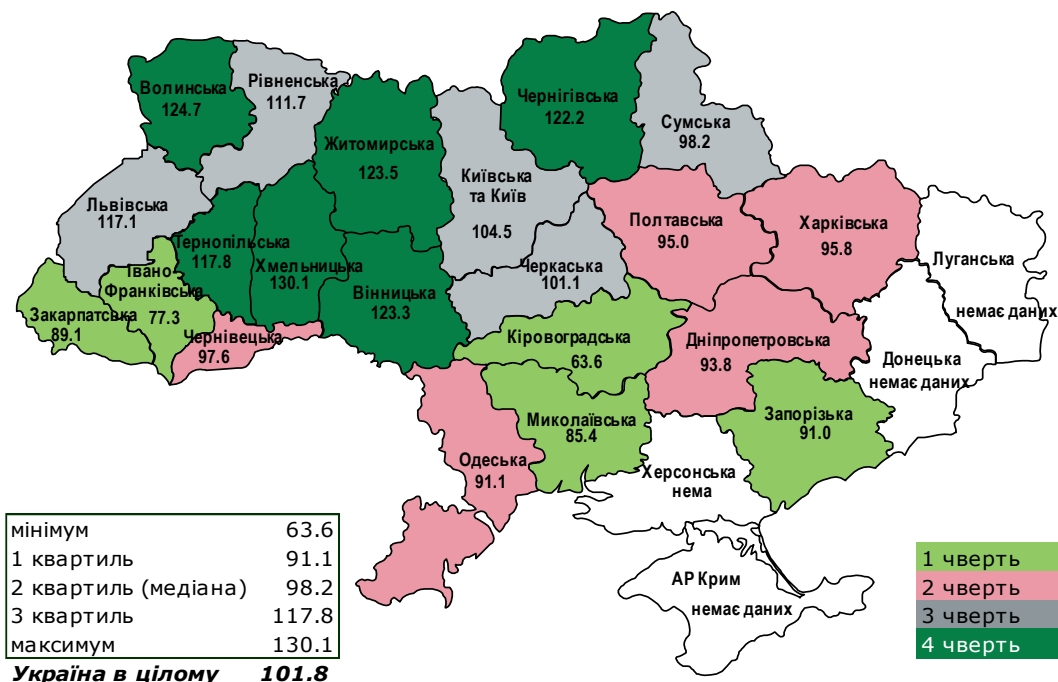 Волинська
124.7
Рівненська
111.7
Житомирська
123.5
Чернігівська
122.2
Сумська
98.2
Київська
та Київ
104.5
Львівська
117.1
Тернопільська
117.8
Хмельницька
130.1
Вінницька
123.3
Черкаська
101.1
Полтавська
95.0
Харківська
95.8
Луганська
немає даних
Івано-
Франківська
77.3
Закарпатська
89.1
Чернівецька
97.6
Кіровоградська
63.6
Дніпропетровська
93.8
Донецька
немає даних
Миколаївська
85.4
Запорізька
91.0
Одеська
91.1
Херсонська
нема
АР Крим
немає даних
мінімум 63.6
1 квартиль 91.1
2 квартиль (медіана) 98.2
3 квартиль 117.8
максимум 130.1
Україна в цілому 101.8
1 чверть
2 чверть
3 чверть
4 чверть